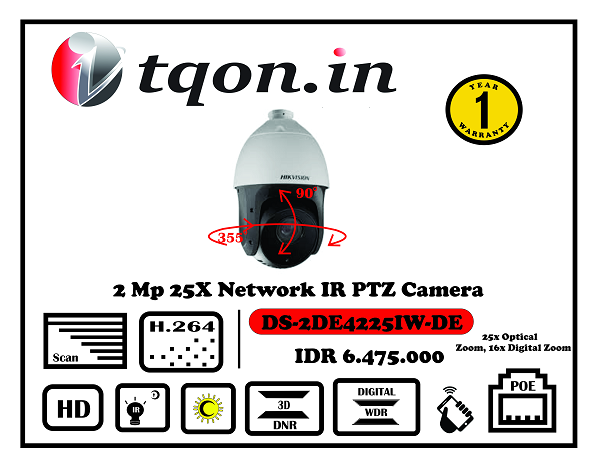 tqon.in
YEAR
1
WARRANTY
HIKVISION
90°
355°
2 Mp 25X Network IR PTZ Camera
Scan
H.264
DS-2DE4225IW-DE
IDR 6.475.000
25x Optical
Zoom, 16x Digital Zoom
HD
IR
3D
DNR
DIGITAL
WDR
POE